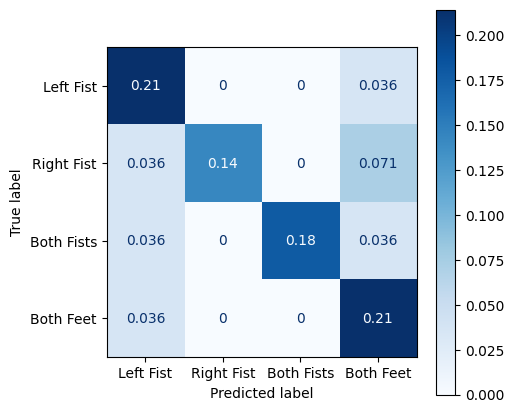 Left Fist 0.21 0 0 0.036
Right Fist 0.036 0.14 0 0.071
Both Fists 0.036 0 0.18 0.036
Both Feet 0.036 0 0 0.21
Left Fist Right Fist Both Fists Both Feet
Predicted label
True label
0.200
0.175
0.150
0.125
0.100
0.075
0.050
0.025
0.000